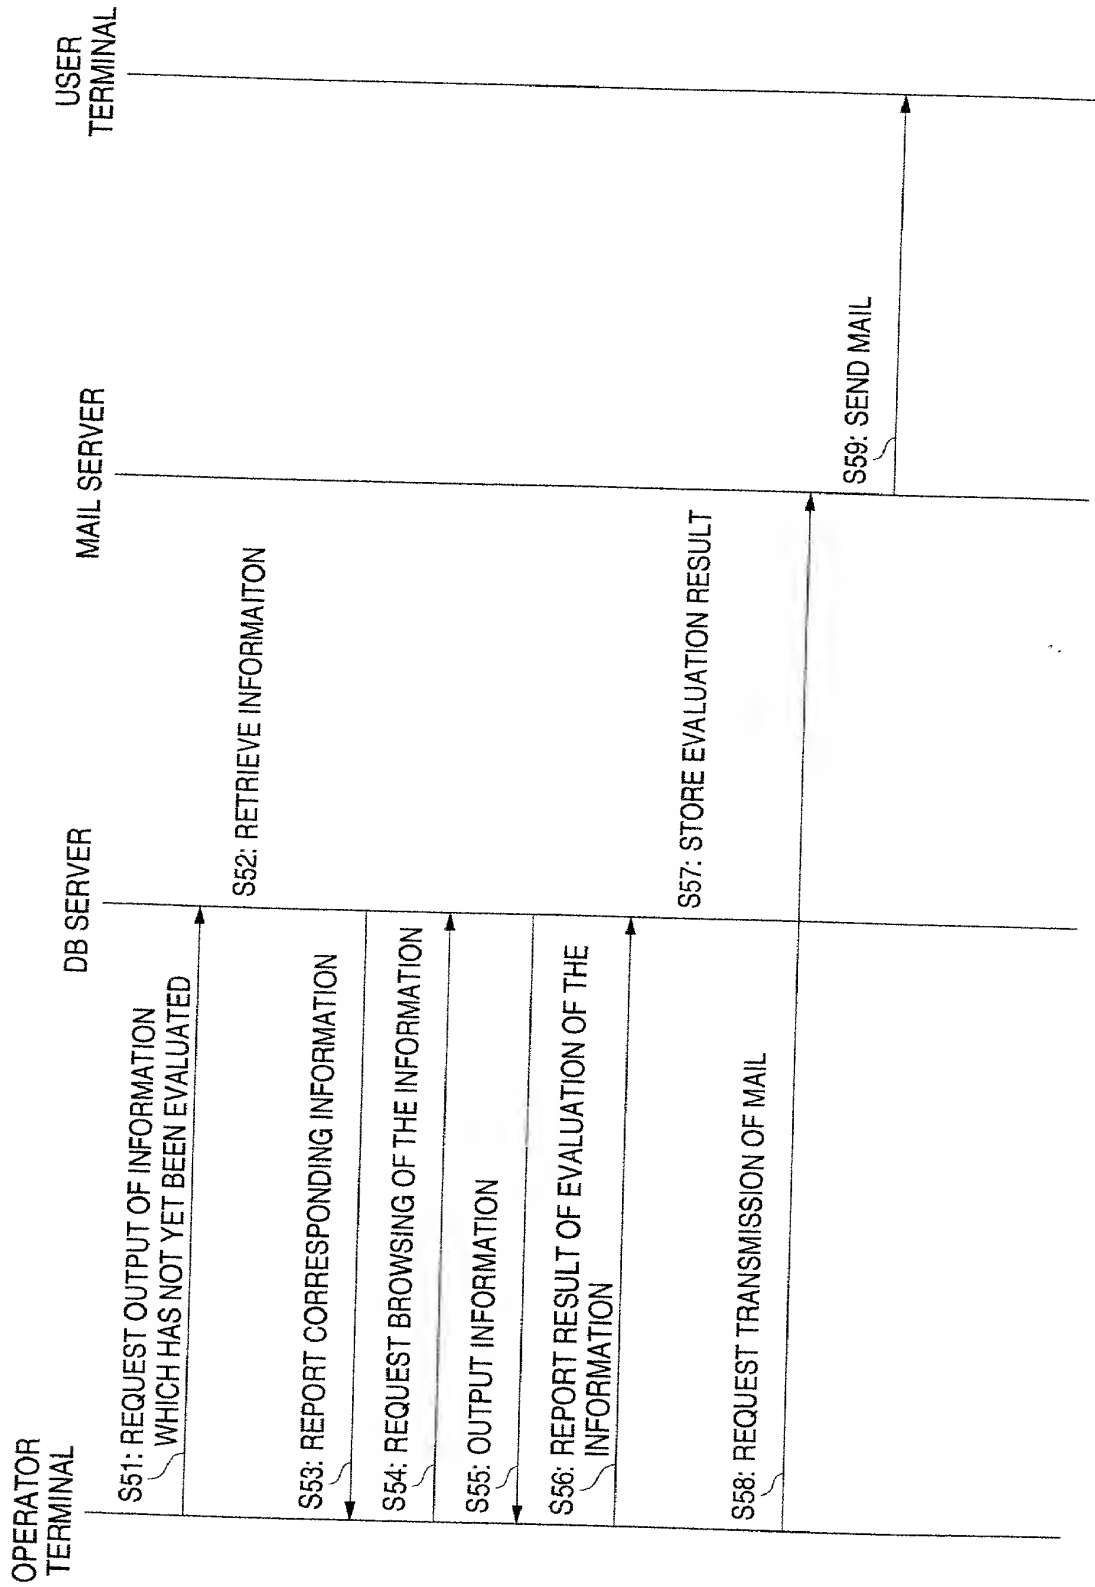 OPERATOR
TERMINAL
DB SERVER
MAIL SERVER
USER
TERMINAL
S51: REQUEST OUTPUT OF INFORMATION
WHICH HAS NOT YET BEEN EVALUATED
S52: RETRIEVE INFORMAITON
S53: REPORT CORRESPONDING INFORMATION
S54: REQUEST BROWSING OF THE INFORMATION
S55: OUTPUT INFORMATION
S56: REPORT RESULT OF EVALUATION OF THE
INFORMATION
S57: STORE EVALUATION RESULT
S58: REQUEST TRANSMISSION OF MAIL
S59: SEND MAIL